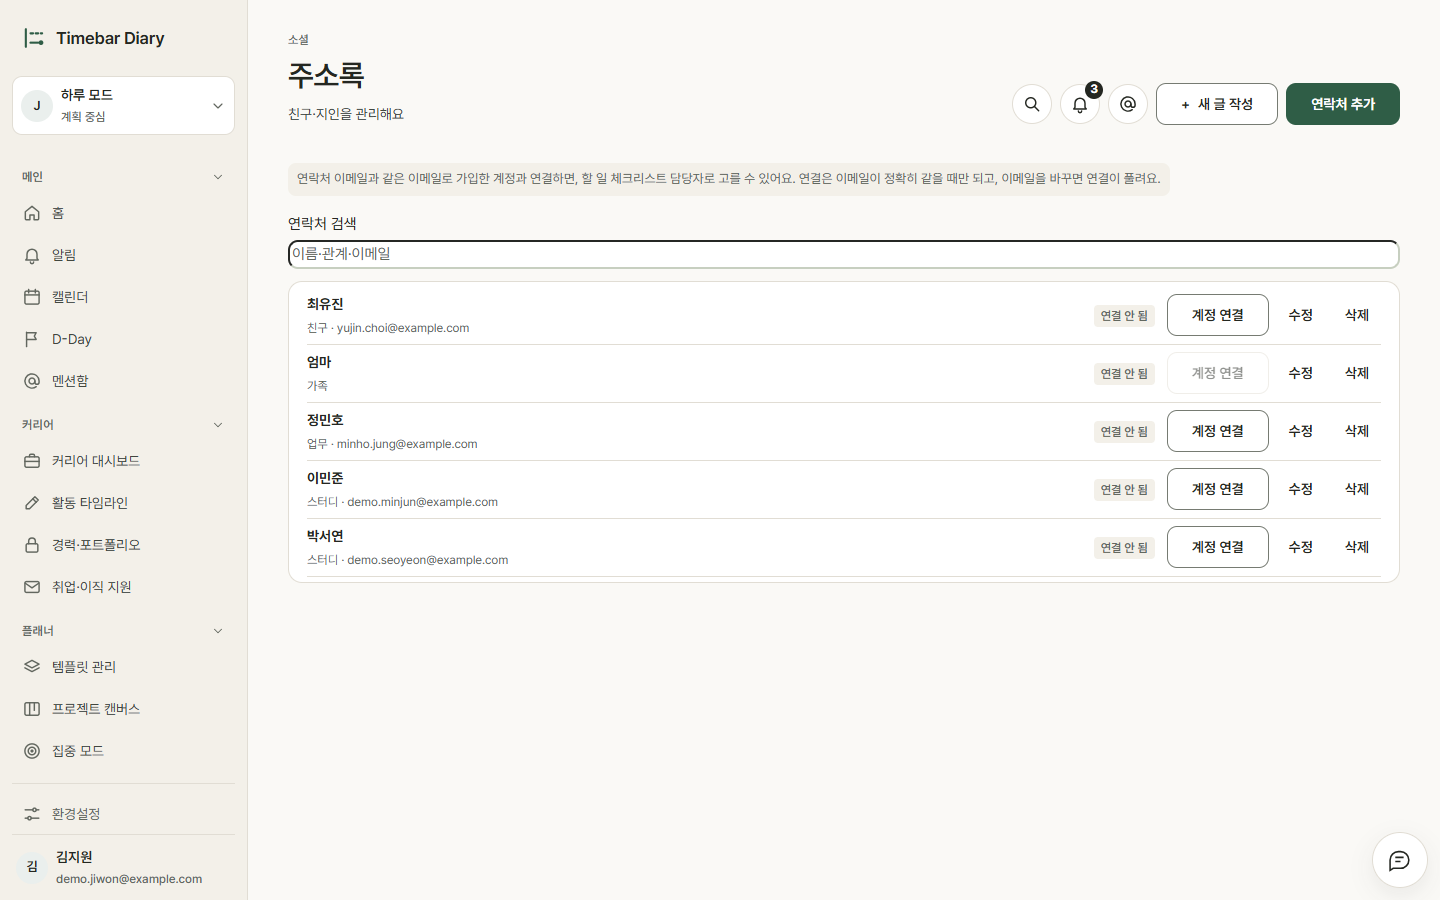 Timebar Diary
J
하루 모드
계획 중심
메인
홈
알림
캘린더
D-Day
멘션함
커리어
커리어 대시보드
활동 타임라인
경력·포트폴리오
취업·이직 지원
플래너
템플릿 관리
프로젝트 캔버스
집중 모드
환경설정
김
김지원
demo.jiwon@example.com
소셜
주소록
친구·지인을 관리해요
3
+ 새 글 작성
연락처 추가
연락처 이메일과 같은 이메일로 가입한 계정과 연결하면, 할 일 체크리스트 담당자로 고를 수 있어요. 연결은 이메일이 정확히 같을 때만 되고, 이메일을 바꾸면 연결이 풀려요.
연락처 검색
이름·관계·이메일
최유진
친구 · yujin.choi@example.com
연결 안 됨 계정 연결 수정 삭제
엄마
가족
연결 안 됨 계정 연결 수정 삭제
정민호
업무 · minho.jung@example.com
연결 안 됨 계정 연결 수정 삭제
이민준
스터디 · demo.minjun@example.com
연결 안 됨 계정 연결 수정 삭제
박서연
스터디 · demo.seoyeon@example.com
연결 안 됨 계정 연결 수정 삭제